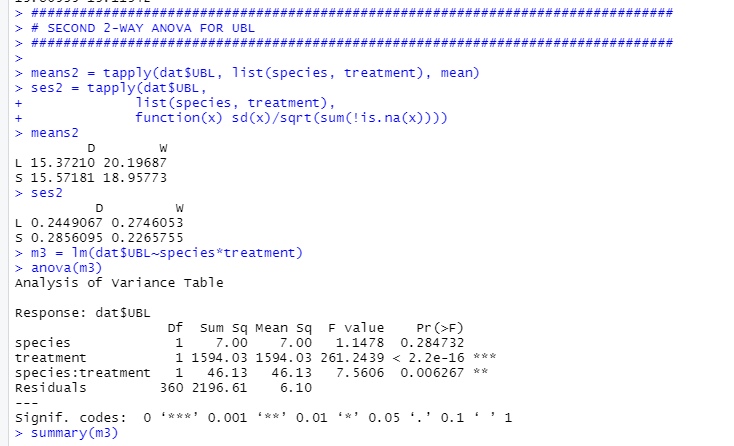 > ################################################################################
> # SECOND 2-WAY ANOVA FOR UBL
> ################################################################################
>
> means2 = tapply(dat$UBL, list(species, treatment), mean)
> ses2 = tapply(dat$UBL,
+               list(species, treatment),
+               function(x) sd(x)/sqrt(sum(!is.na(x))))
> means2
         D        W
L 15.37210 20.19687
S 15.57181 18.95773
> ses2
          D         W
L 0.2449067 0.2746053
S 0.2856095 0.2265755
> m3 = lm(dat$UBL~species*treatment)
> anova(m3)
Analysis of Variance Table

Response: dat$UBL
                   Df  Sum Sq Mean Sq  F value    Pr(>F)
species             1    7.00    7.00   1.1478  0.284732
treatment           1 1594.03 1594.03 261.2439 < 2.2e-16 ***
species:treatment   1   46.13   46.13   7.5606  0.006267 **
Residuals         360 2196.61    6.10
---
Signif. codes:  0 ‘***’ 0.001 ‘**’ 0.01 ‘*’ 0.05 ‘.’ 0.1 ‘ ’ 1
> summary(m3)